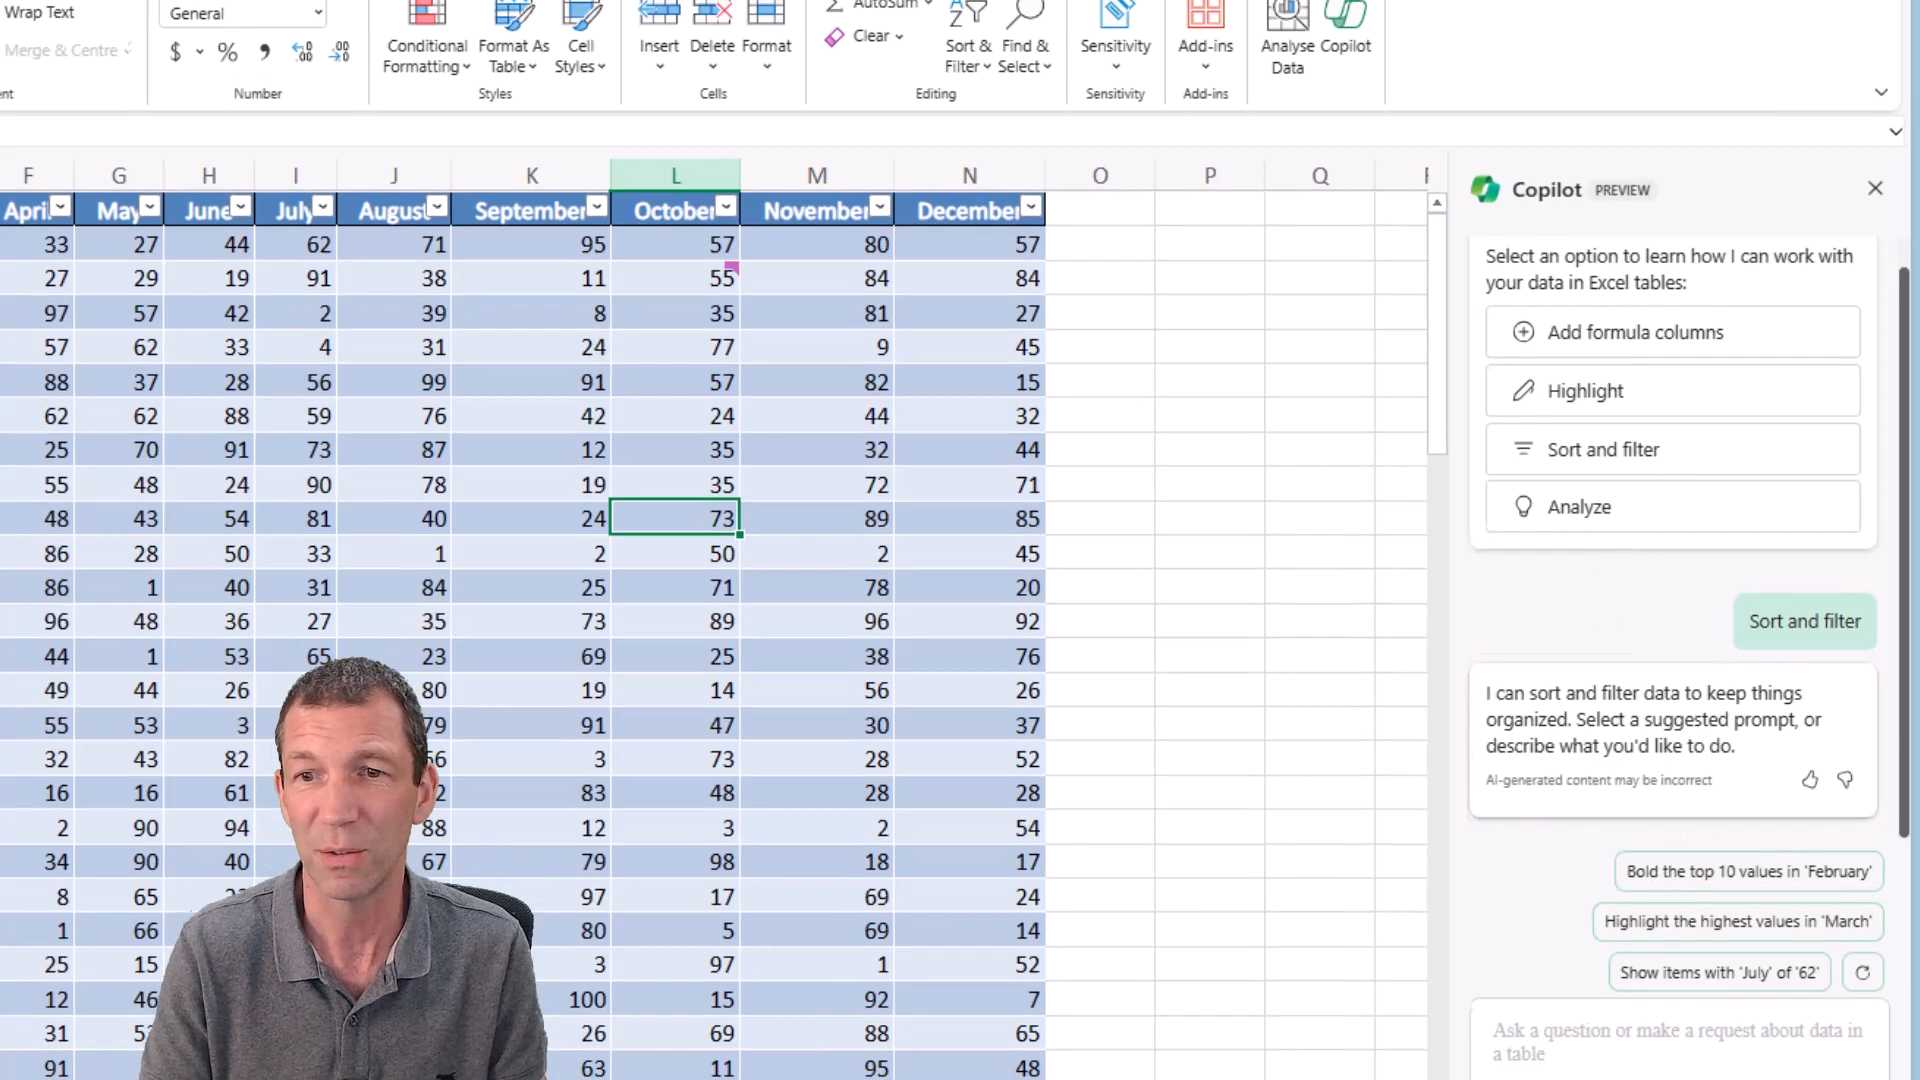 Wrap Text
General
AutoSum
Merge & Centre
$ % , .00
Clear
Conditional Formatting
Format As Table
Cell Styles
Insert
Delete
Format
Sort & Filter
Find & Select
Sensitivity
Add-ins
Analyse Data
Copilot
Number
Styles
Cells
Editing
Sensitivity
Add-ins
F G H I J K L M N O P Q
April May June July August September October November December
33 27 44 62 71 95 57 80 57
27 29 19 91 38 11 55 84 84
97 57 42 2 39 8 35 81 27
57 62 33 4 31 24 77 9 45
88 37 28 56 99 91 57 82 15
62 62 88 59 76 42 24 44 32
25 70 91 73 87 12 35 32 44
55 48 24 90 78 19 35 72 71
48 43 54 81 40 24 73 89 85
86 28 50 33 1 2 50 2 45
86 1 40 31 84 25 71 78 20
96 48 36 27 35 73 89 96 92
44 1 53 65 23 69 25 38 76
49 44 26 80 19 14 56 26
55 53 3 79 91 47 30 37
32 43 82 3 73 28 52
16 16 61 83 48 28 28
2 90 94 88 12 3 2 54
34 90 40 67 79 98 18 17
8 65 97 17 69 24
1 66 80 5 69 14
25 15 3 97 1 52
12 46 100 15 92 7
31 26 69 88 65
91 63 11 95 48
Copilot PREVIEW
Select an option to learn how I can work with
your data in Excel tables:
Add formula columns
Highlight
Sort and filter
Analyze
Sort and filter
I can sort and filter data to keep things
organized. Select a suggested prompt, or
describe what you'd like to do.
AI-generated content may be incorrect
Bold the top 10 values in 'February'
Highlight the highest values in 'March'
Show items with 'July' of '62'
Ask a question or make a request about data in
a table